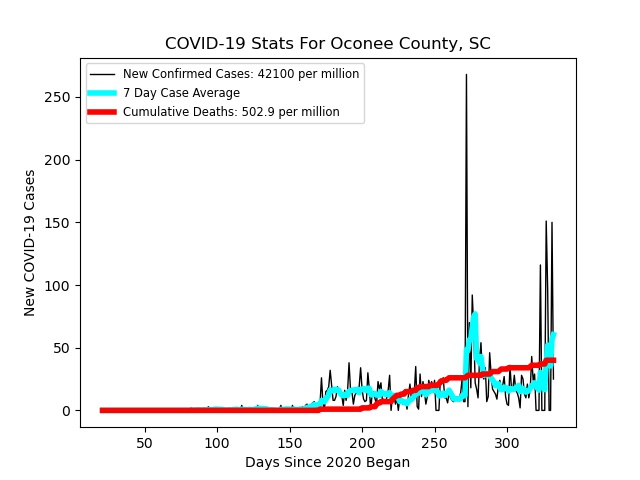 COVID-19 Stats For Oconee County, SC
New Confirmed Cases: 42100 per million
7 Day Case Average
Cumulative Deaths: 502.9 per million
New COVID-19 Cases
250
200
150
100
50
0
50 100 150 200 250 300
Days Since 2020 Began